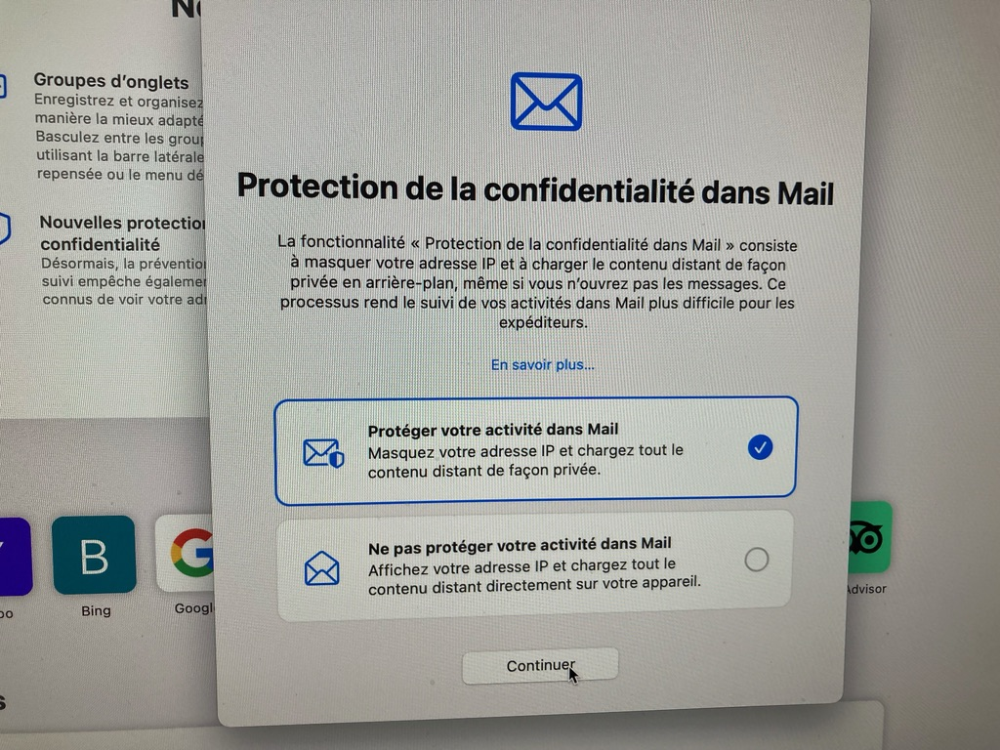 Groupes d'onglets
Enregistrez et organisez
manière la mieux adapté
Basculez entre les grou
utilisant la barre latérale
repensée ou le menu dé
Nouvelles protection
confidentialité
Désormais, la préventio
suivi empêche égaleme
connus de voir votre ad
Protection de la confidentialité dans Mail
La fonctionnalité « Protection de la confidentialité dans Mail » consiste
à masquer votre adresse IP et à charger le contenu distant de façon
privée en arrière-plan, même si vous n'ouvrez pas les messages. Ce
processus rend le suivi de vos activités dans Mail plus difficile pour les
expéditeurs.
En savoir plus...
Protéger votre activité dans Mail
Masquez votre adresse IP et chargez tout le
contenu distant de façon privée.
Ne pas protéger votre activité dans Mail
Affichez votre adresse IP et chargez tout le
contenu distant directement sur votre appareil.
Continuer
B
G
oo
Bing
Googl
Advisor